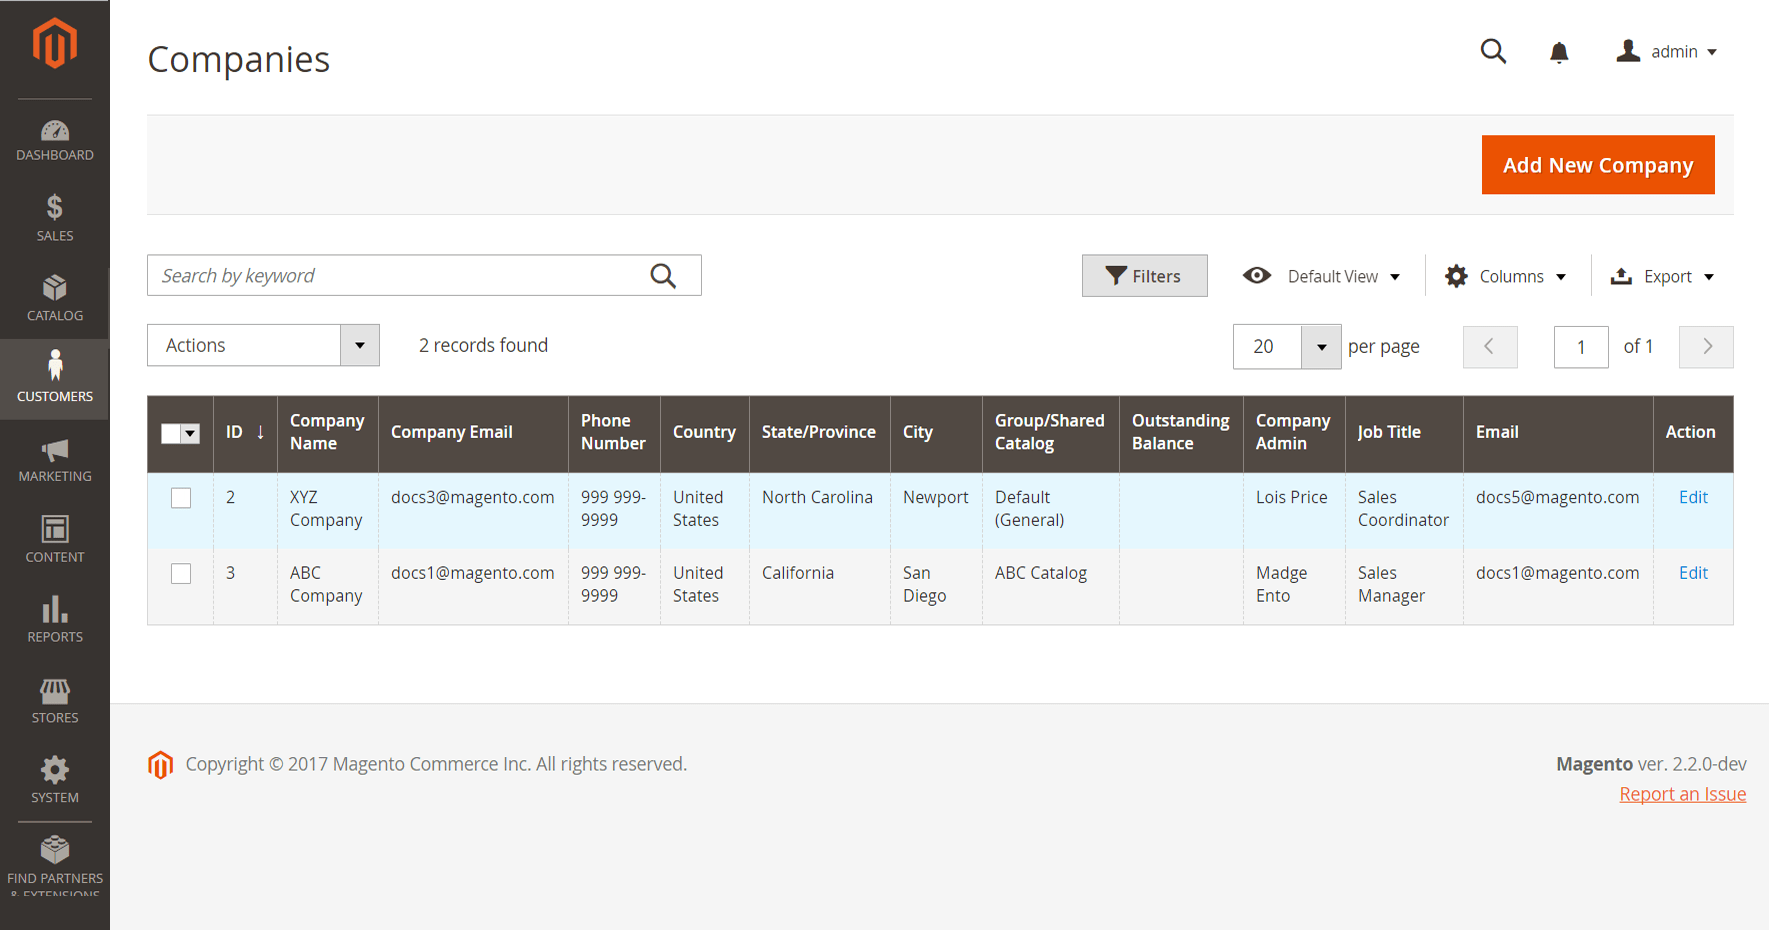 Companies
admin
DASHBOARD
SALES
CATALOG
CUSTOMERS
MARKETING
CONTENT
REPORTS
STORES
SYSTEM
FIND PARTNERS
& EXTENSIONS
Add New Company
Search by keyword
Filters
Default View
Columns
Export
Actions
2 records found
20
per page
1
of 1
ID ↓ Company Name Company Email Phone Number Country State/Province City Group/Shared Catalog Outstanding Balance Company Admin Job Title Email Action
2 XYZ Company docs3@magento.com 999 999-9999 United States North Carolina Newport Default (General) Lois Price Sales Coordinator docs5@magento.com Edit
3 ABC Company docs1@magento.com 999 999-9999 United States California San Diego ABC Catalog Madge Ento Sales Manager docs1@magento.com Edit
Copyright © 2017 Magento Commerce Inc. All rights reserved.
Magento ver. 2.2.0-dev
Report an Issue